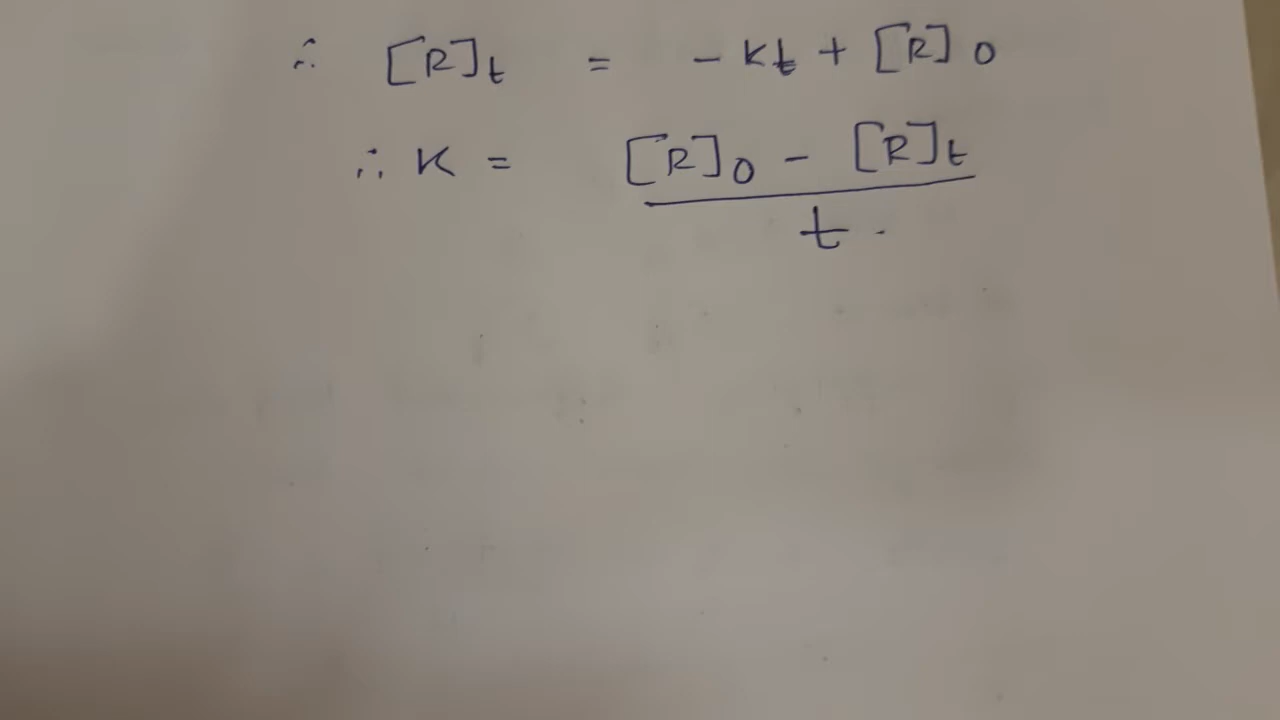 ∴ [R]t = - Kt + [R]0
∴ K = [R]0 - [R]t
t.